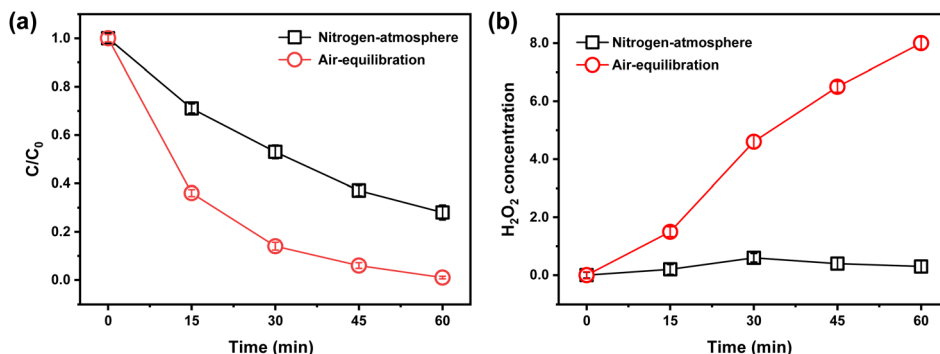 (a)
Nitrogen-atmosphere
Air-equilibration
1.0
0.8
0.6
0.4
0.2
0.0
C/C₀
0
15
30
45
60
Time (min)
(b)
Nitrogen-atmosphere
Air-equilibration
8.0
6.0
4.0
2.0
0.0
H₂O₂ concentration
0
15
30
45
60
Time (min)